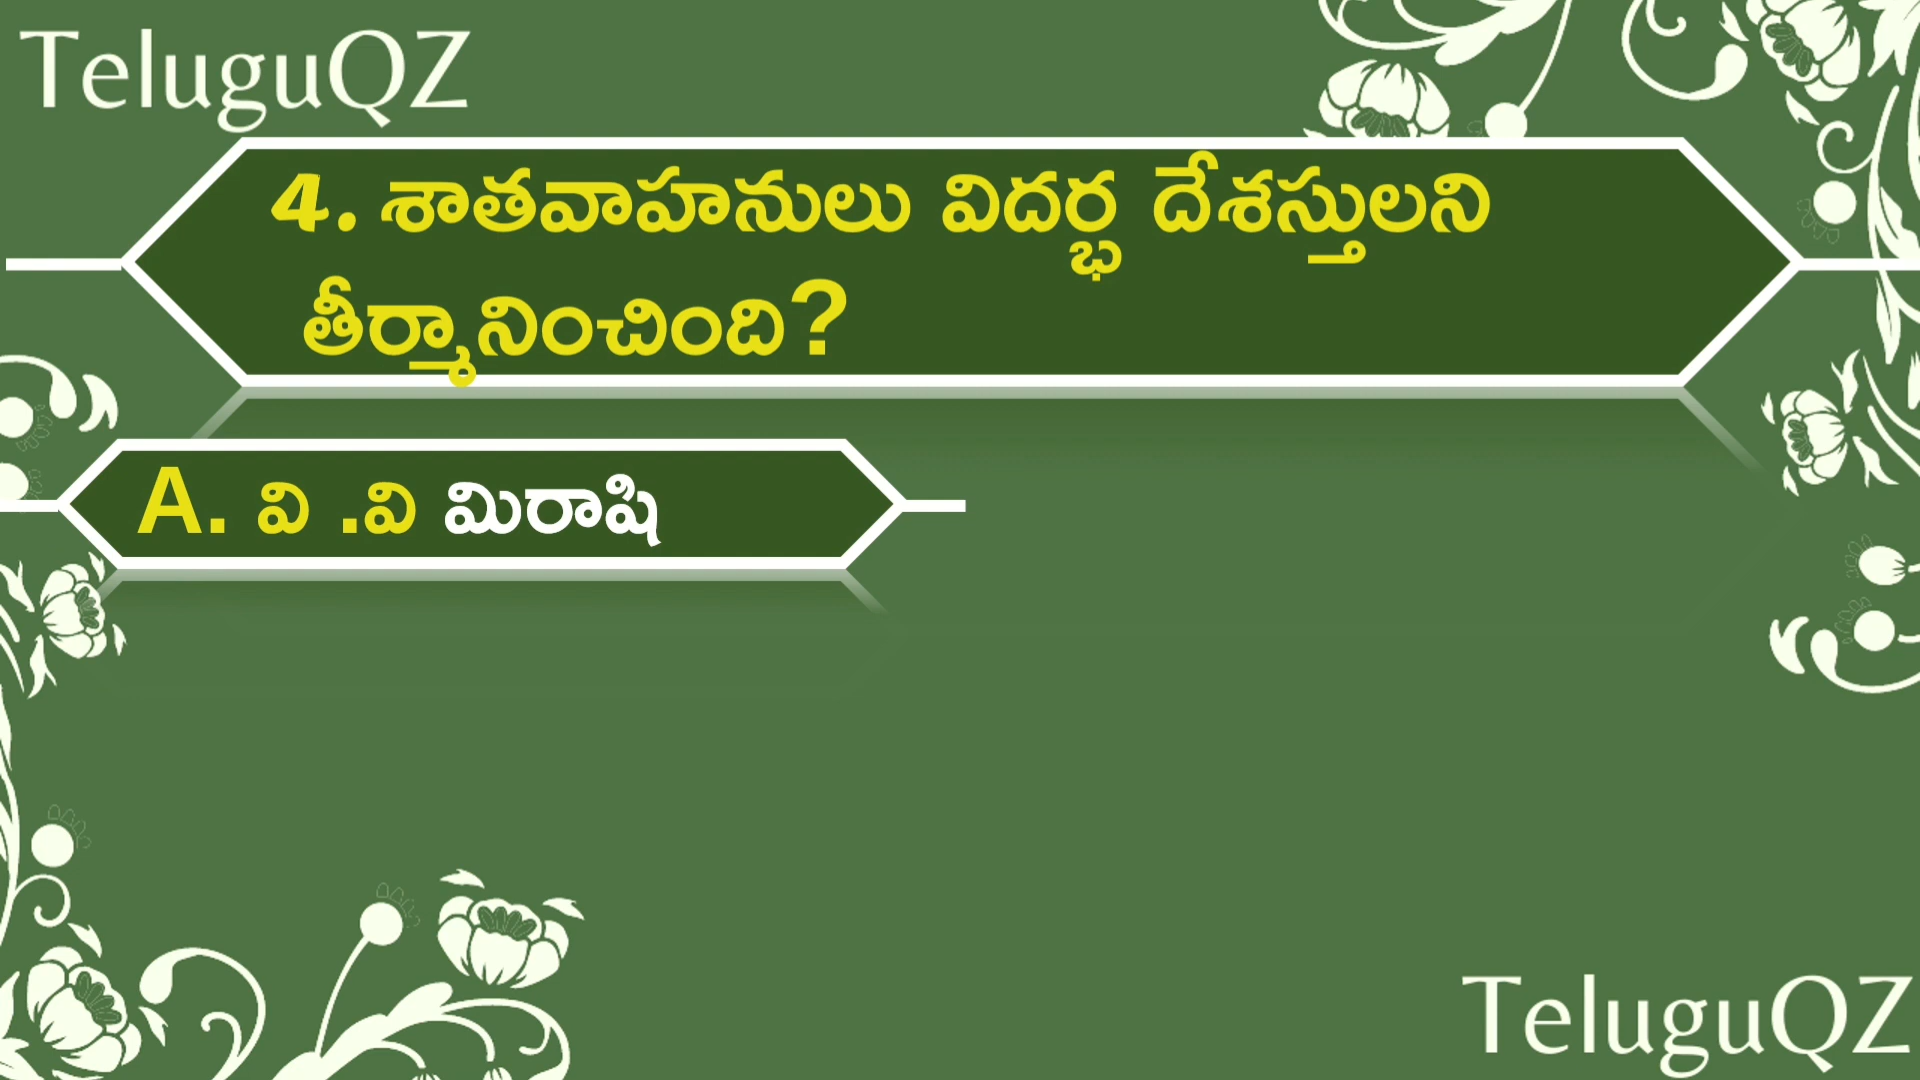 TeluguQZ
4. శాతవాహనులు విదర్భ దేశస్తులని
తీర్మానించింది?
A. వి .వి మిరాషి
TeluguQZ